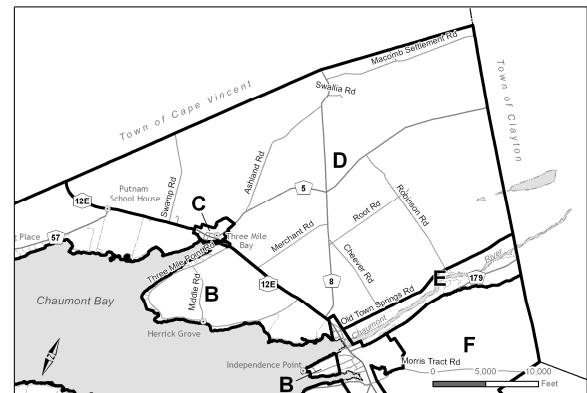 Macomb Settlement Rd
Swallia Rd
Town of Cape Vincent
Town of Clayton
D
Ashland Rd
5
Putnam
School House
Swamp Rd
12E
C
Robinson Rd
Root Rd
Merchant Rd
g Place
57
Three Mile
Bay
Three Mile Point Rd
Cheever Rd
River
E
179
B
Middle Rd
12E
8
Chaumont Bay
Old Town Springs Rd
Chaumont
Herrick Grove
N
F
Independence Point
Morris Tract Rd
B
0 5,000 10,000
Feet